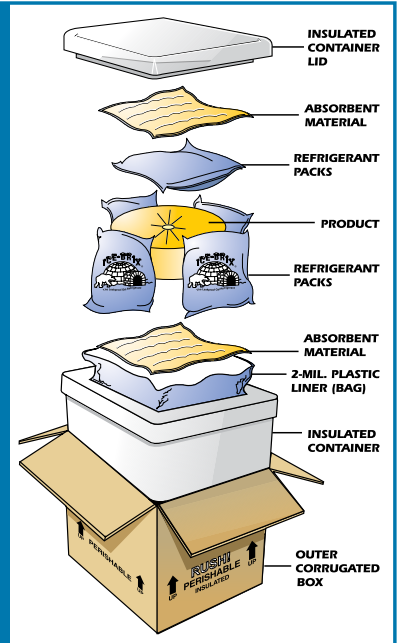 INSULATED
CONTAINER
LID
ABSORBENT
MATERIAL
REFRIGERANT
PACKS
PRODUCT
ICE-BRIX
ICE-BRIX
REFRIGERANT
PACKS
ABSORBENT
MATERIAL
2-MIL. PLASTIC
LINER (BAG)
INSULATED
CONTAINER
UP
PERISHABLE
UP
UP
RUSH!
PERISHABLE
INSULATED
UP
OUTER
CORRUGATED
BOX